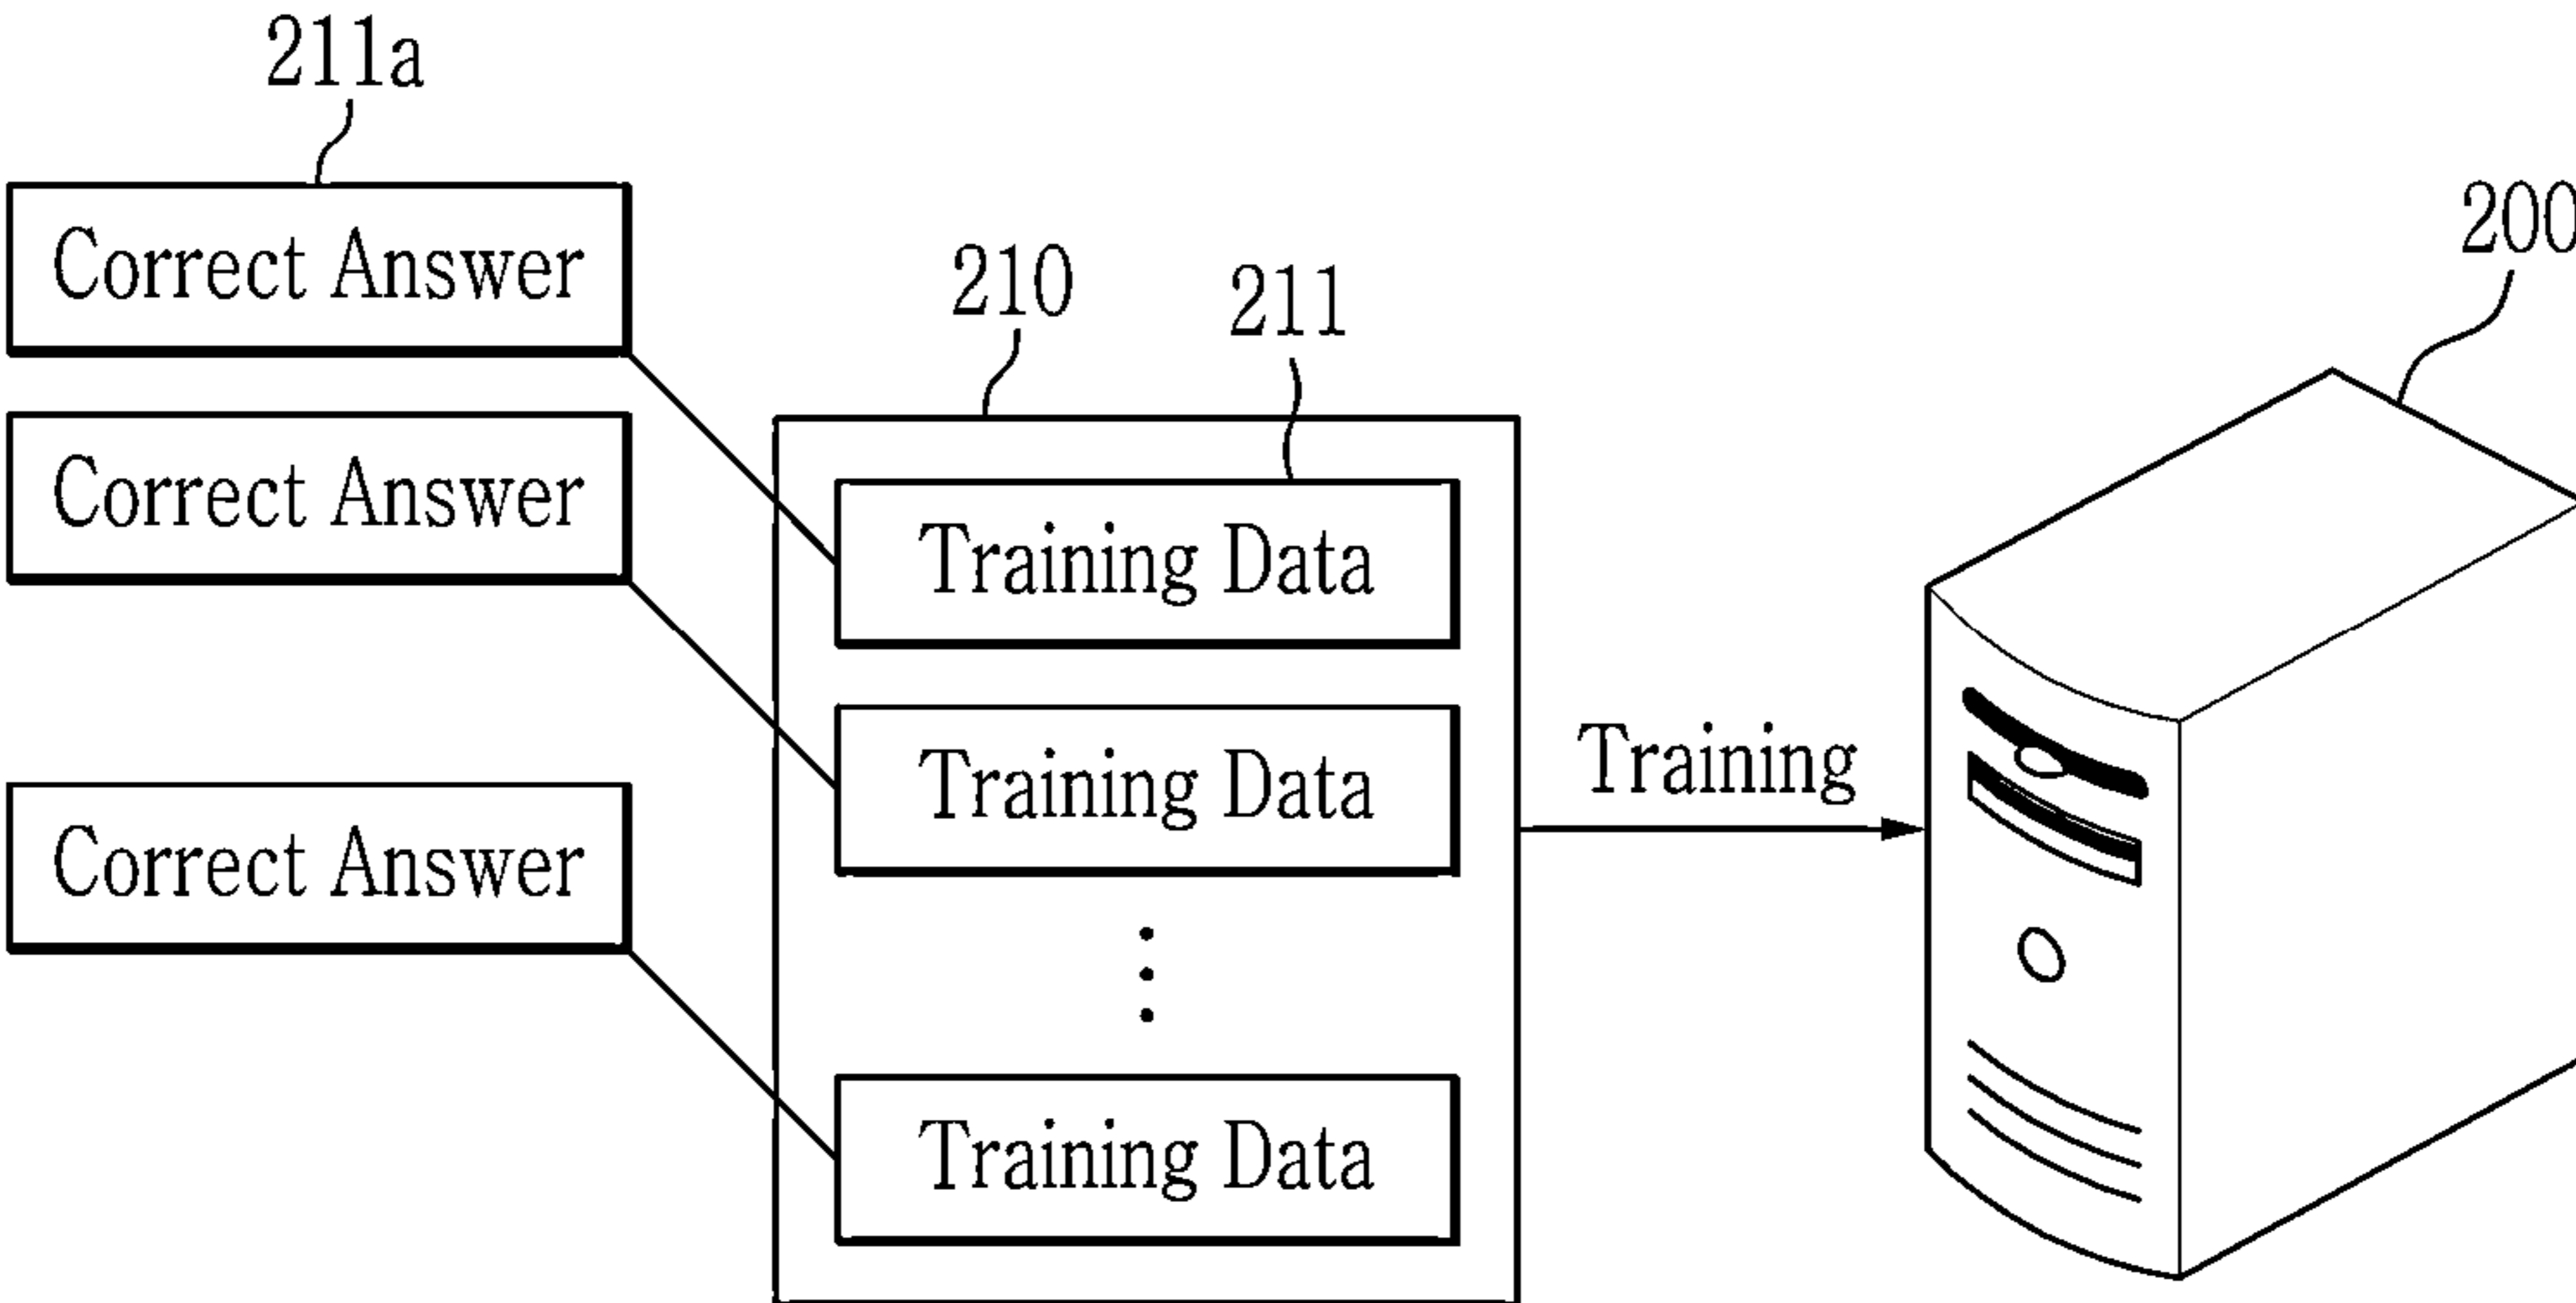 211a
200
Correct Answer
210
211
Correct Answer
Training Data
Training Data
Training
Correct Answer
Training Data